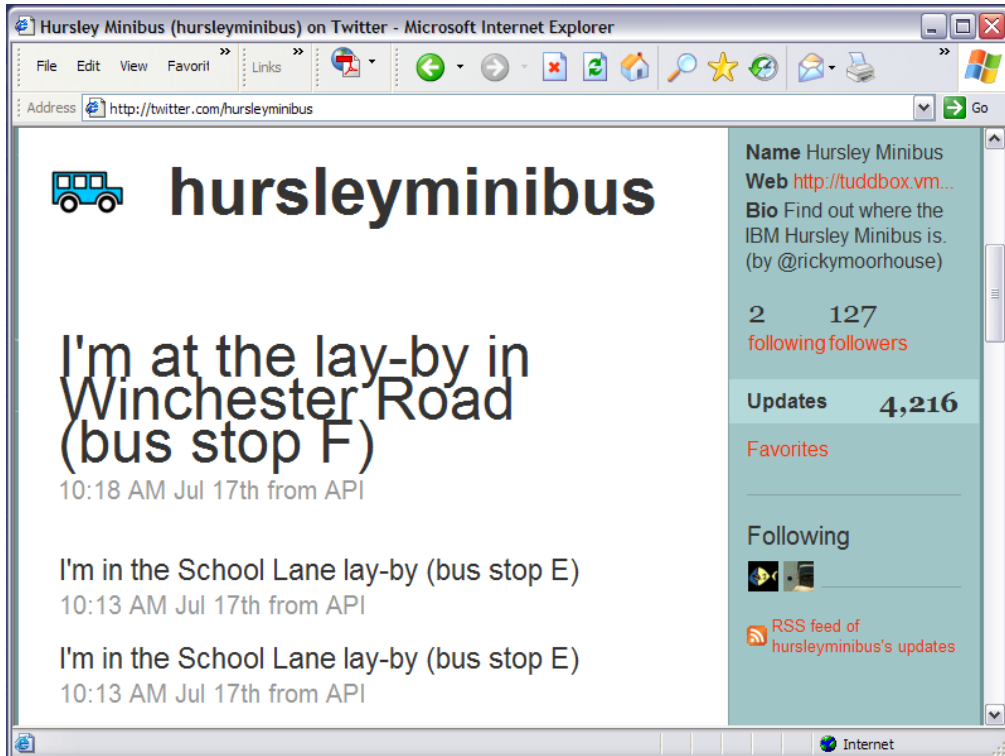 Hursley Minibus (hursleyminibus) on Twitter - Microsoft Internet Explorer
File Edit View Favorit » Links » »
Address http://twitter.com/hursleyminibus Go
hursleyminibus
I'm at the lay-by in
Winchester Road
(bus stop F)
10:18 AM Jul 17th from API
I'm in the School Lane lay-by (bus stop E)
10:13 AM Jul 17th from API
I'm in the School Lane lay-by (bus stop E)
10:13 AM Jul 17th from API
Name Hursley Minibus
Web http://tuddbox.vm...
Bio Find out where the
IBM Hursley Minibus is.
(by @rickymoorhouse)
2 127
following followers
Updates 4,216
Favorites
Following
RSS feed of
hursleyminibus's updates
Internet